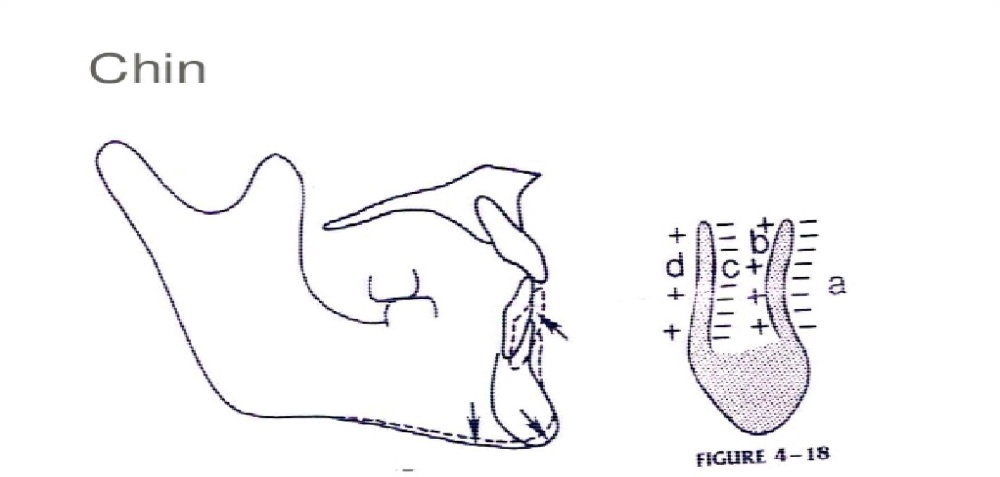 Chin
+ − + −
b
d − c + − a
+ − + −
+ − + −
FIGURE 4–18